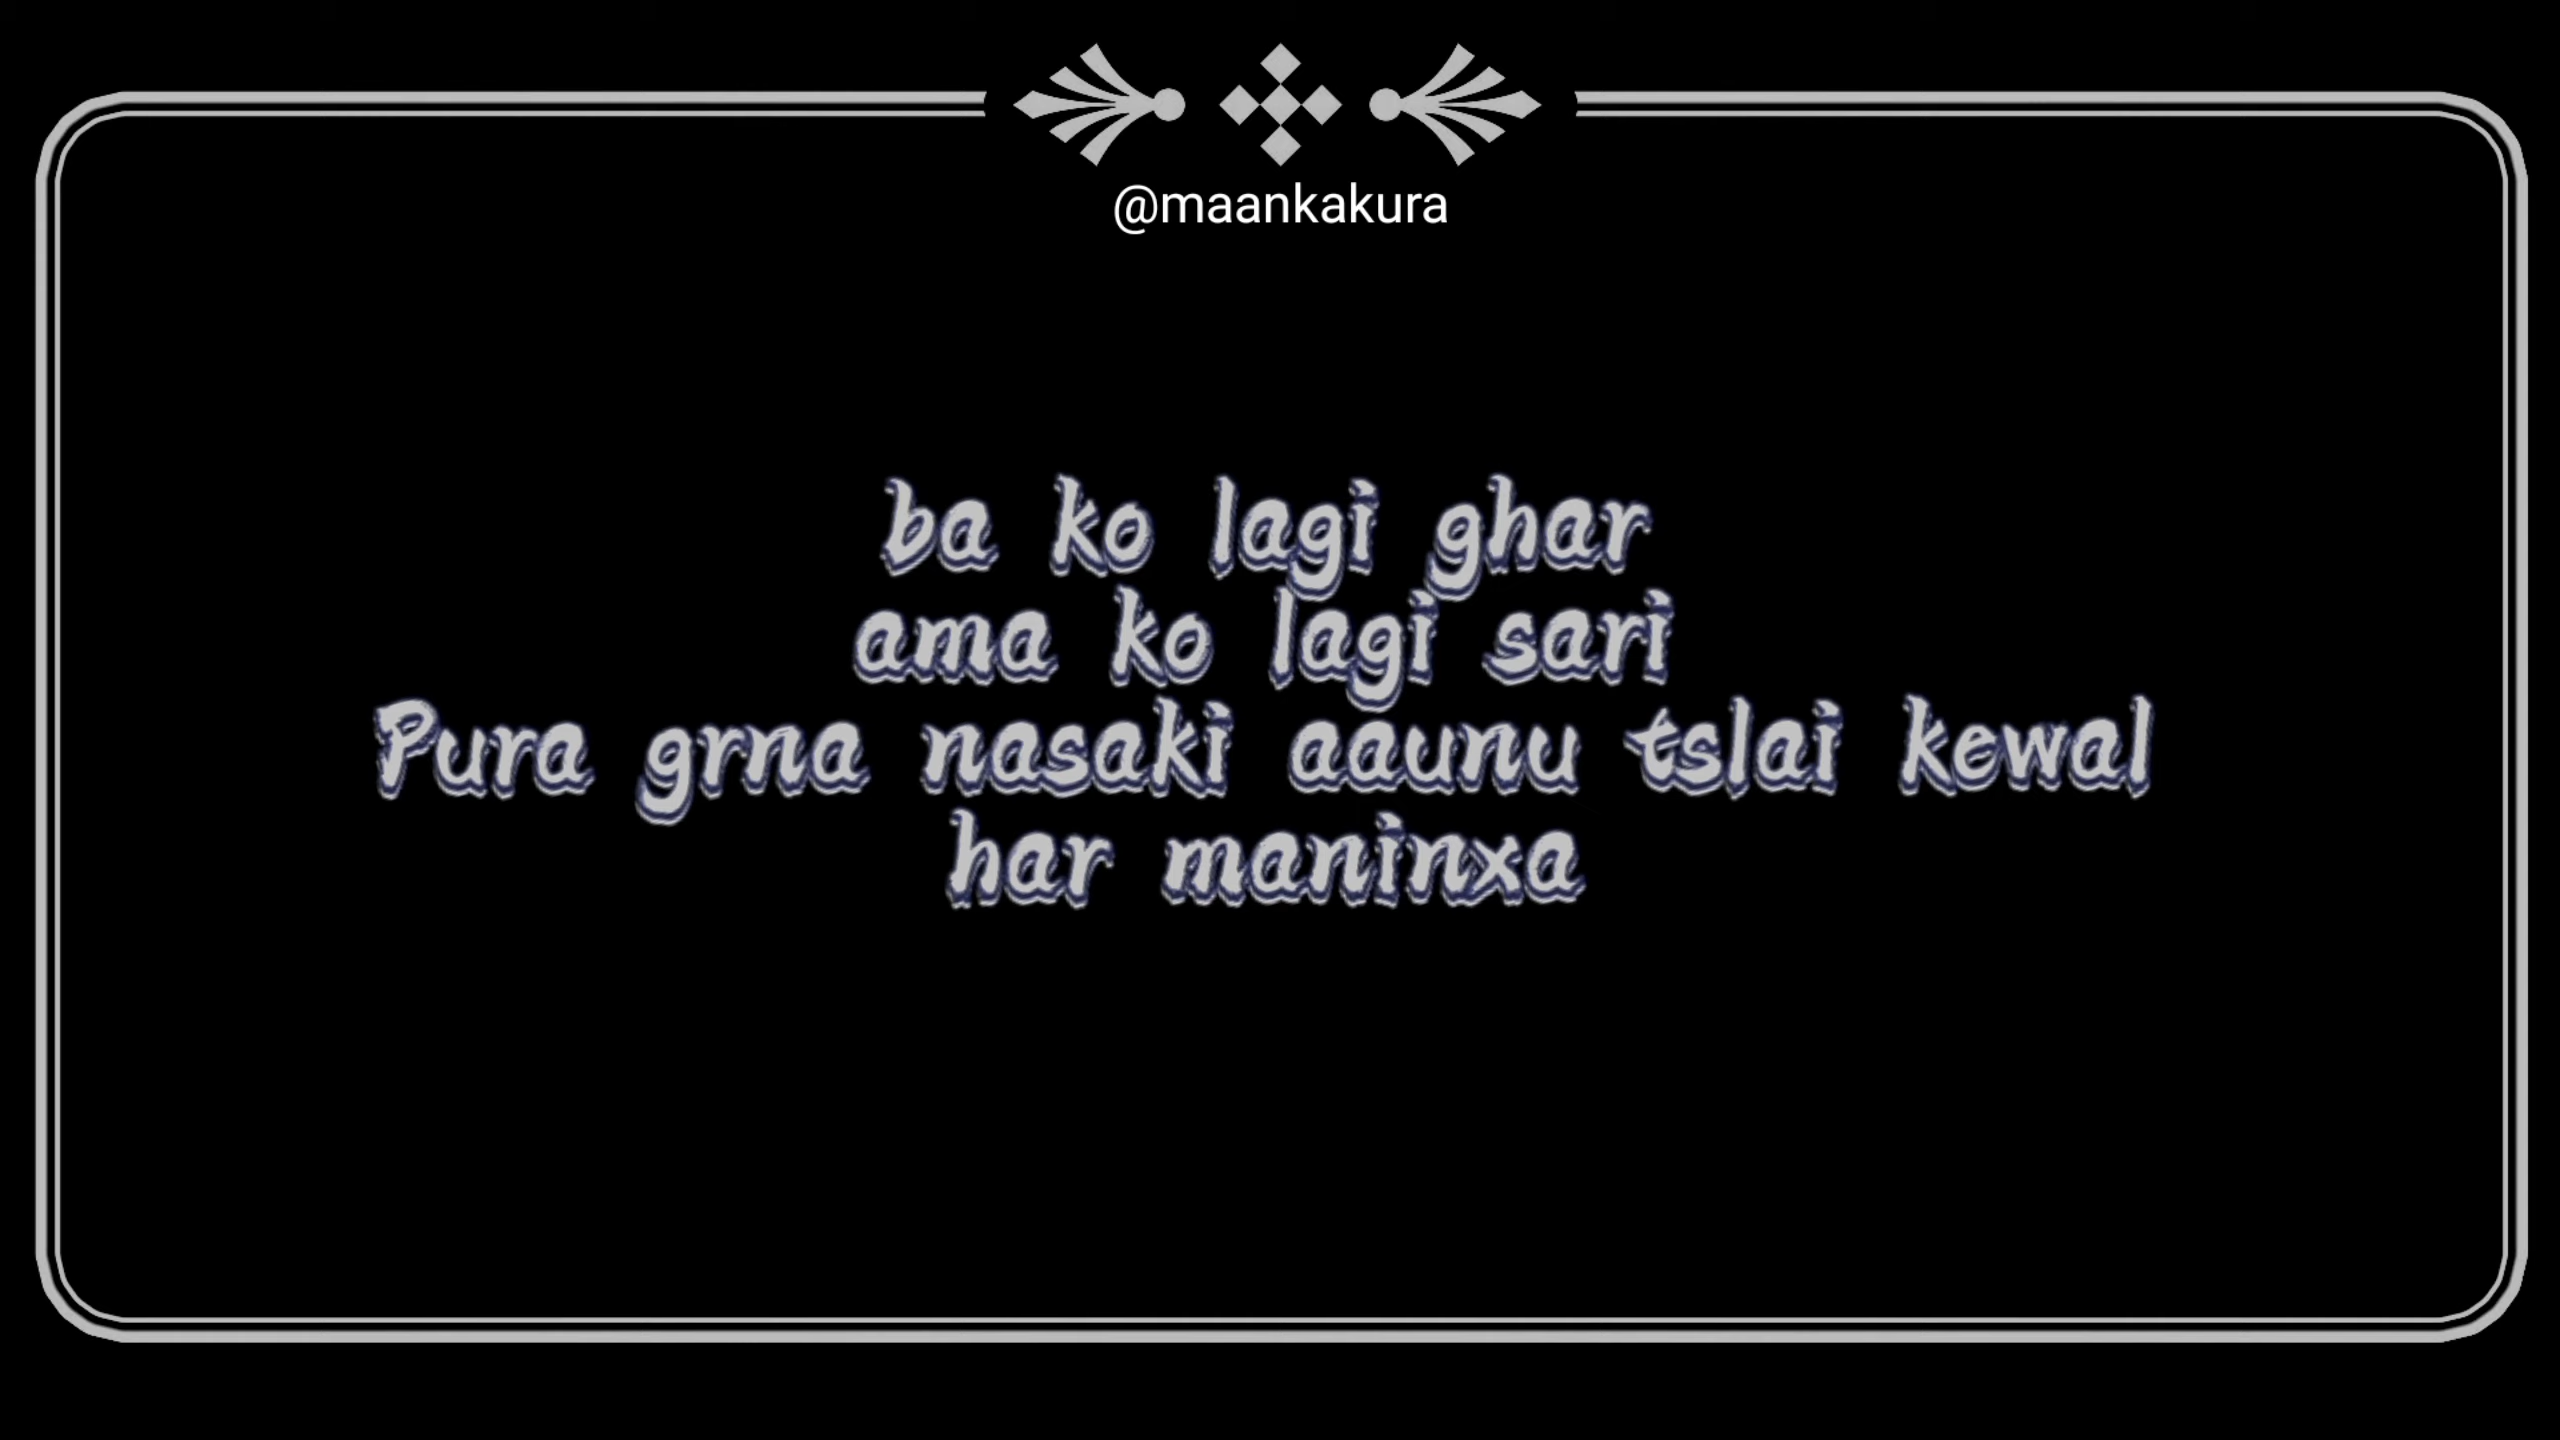 @maankakura
ba ko lagi ghar
ama ko lagi sari
Pura grna nasaki aaunu tslai kewal
har maninxa